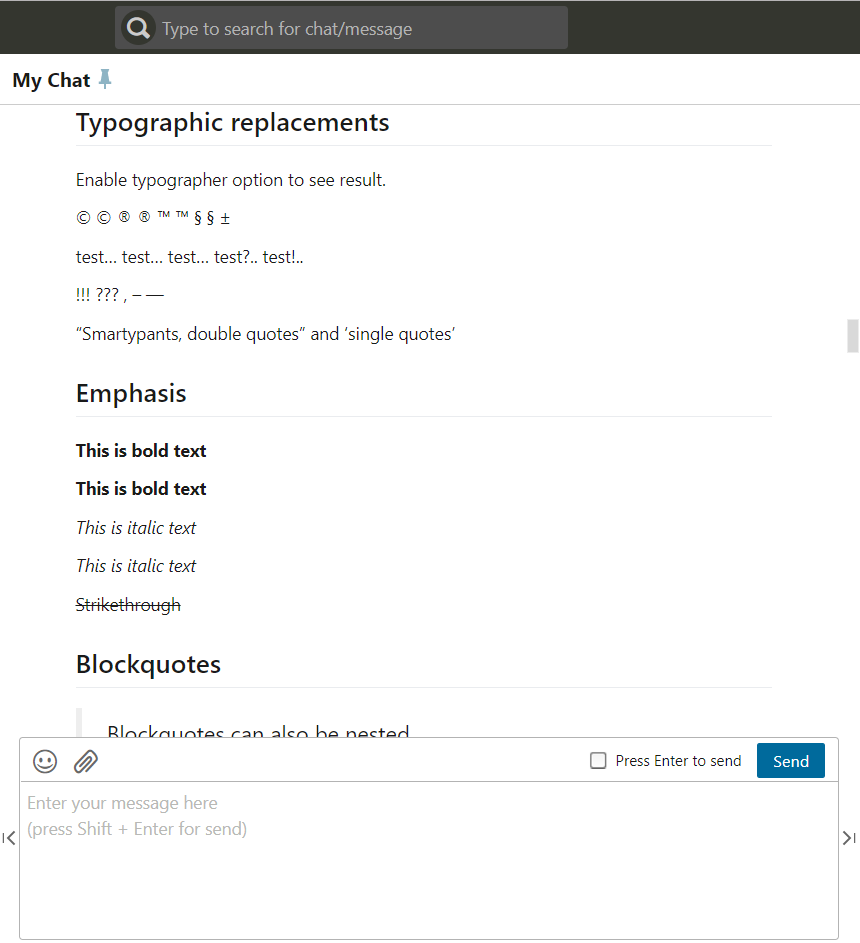 Type to search for chat/message
My Chat
Typographic replacements
Enable typographer option to see result.
© © ® ® ™ ™ § § ±
test… test… test… test?.. test!..
!!! ??? , – —
“Smartypants, double quotes” and ‘single quotes’
Emphasis
This is bold text
This is bold text
This is italic text
This is italic text
Strikethrough
Blockquotes
Blockquotes can also be nested
Press Enter to send
Send
Enter your message here
(press Shift + Enter for send)